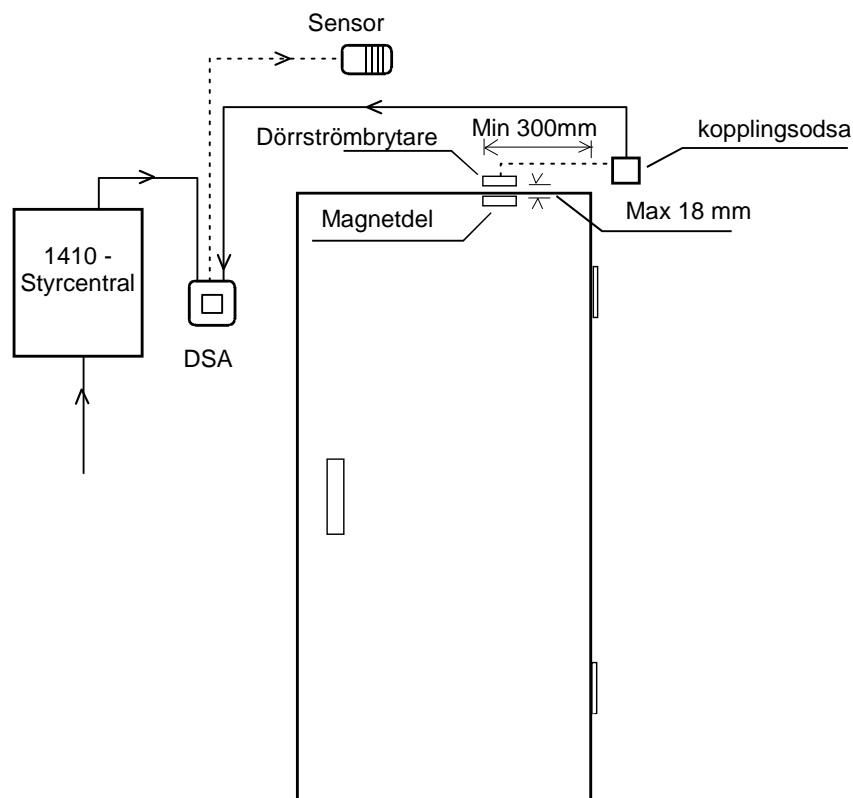 Sensor
Min 300mm
kopplingsodsa
Dörrströmbrytare
Magnetdel
Max 18 mm
1410 -
Styrcentral
DSA